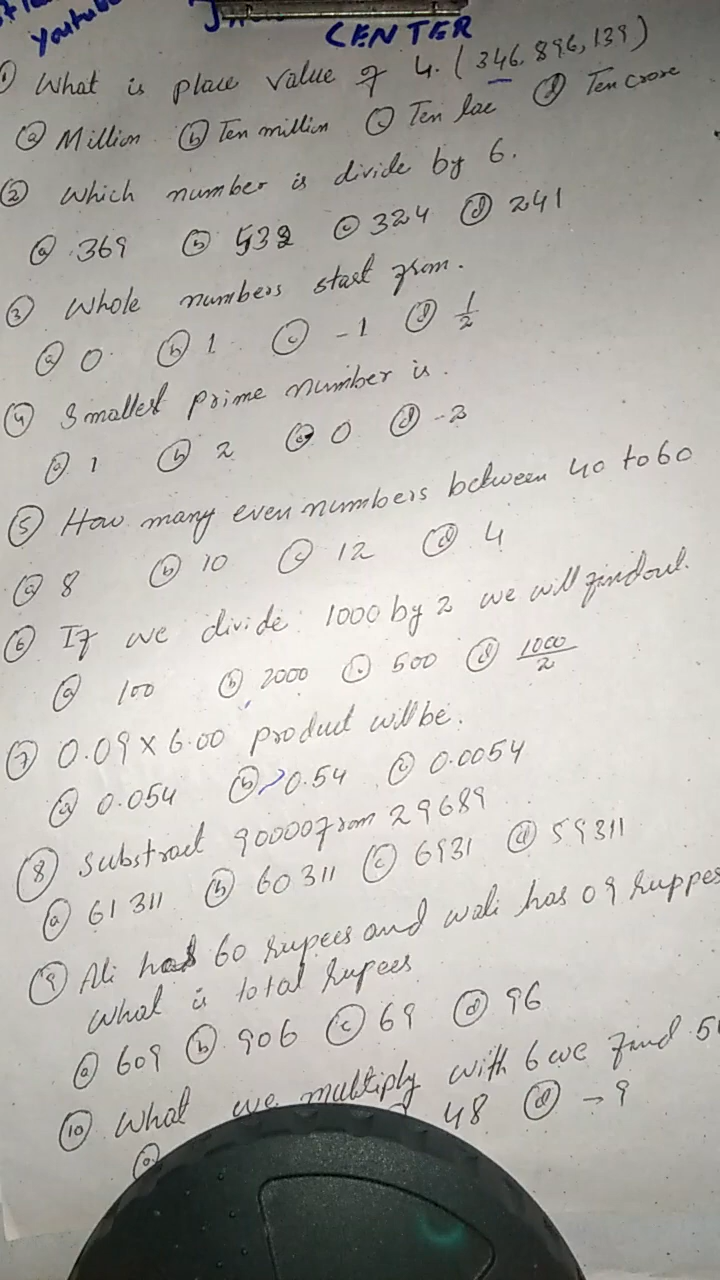 Youtube
CENTER
① What is place value of 4. (346,896,139)
ⓐ Million ⓑ Ten million ⓒ Ten lac ⓓ Ten crore
② Which number is divide by 6.
ⓐ 369 ⓑ 532 ⓒ 324 ⓓ 241
③ Whole numbers start from.
ⓐ 0 ⓑ 1 ⓒ -1 ⓓ 1/2
④ Smallest prime number is.
ⓐ 1 ⓑ 2 ⓒ 0 ⓓ -2
⑤ How many even numbers between 40 to 60
ⓐ 8 ⓑ 10 ⓒ 12 ⓓ 4
⑥ If we divide 1000 by 2 we will findout.
ⓐ 100 ⓑ 2000 ⓒ 500 ⓓ 1000/2
⑦ 0.09 × 6.00 product will be.
ⓐ 0.054 ⓑ 0.54 ⓒ 0.0054
⑧ Substract 90000 from 29689
ⓐ 61311 ⓑ 60311 ⓒ 6931 ⓓ 59311
⑨ Ali has 60 rupees and wali has 09 ruppes
What is total rupees
ⓐ 609 ⓑ 906 ⓒ 69 ⓓ 96
⑩ What we multiply with 6 we find
ⓐ 48 ⓓ -9